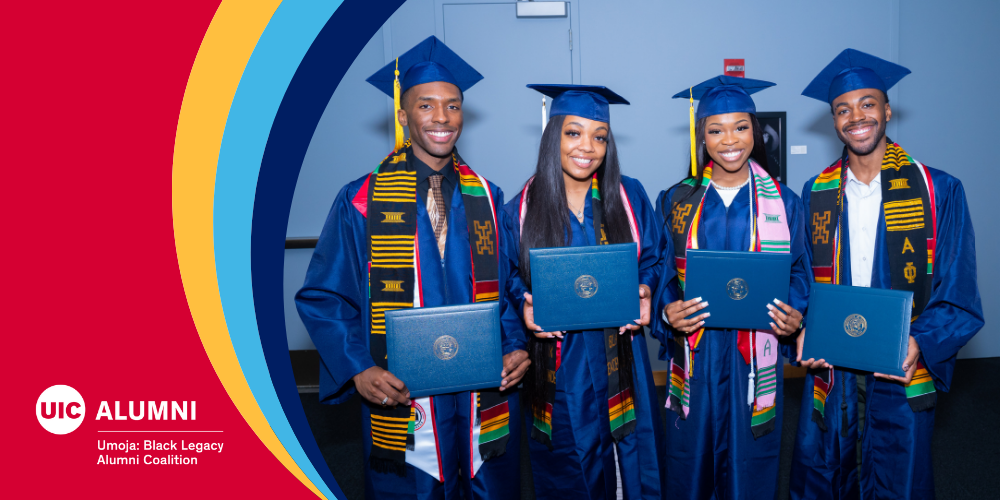 UIC ALUMNI
Umoja: Black Legacy
Alumni Coalition
Α
Φ
A